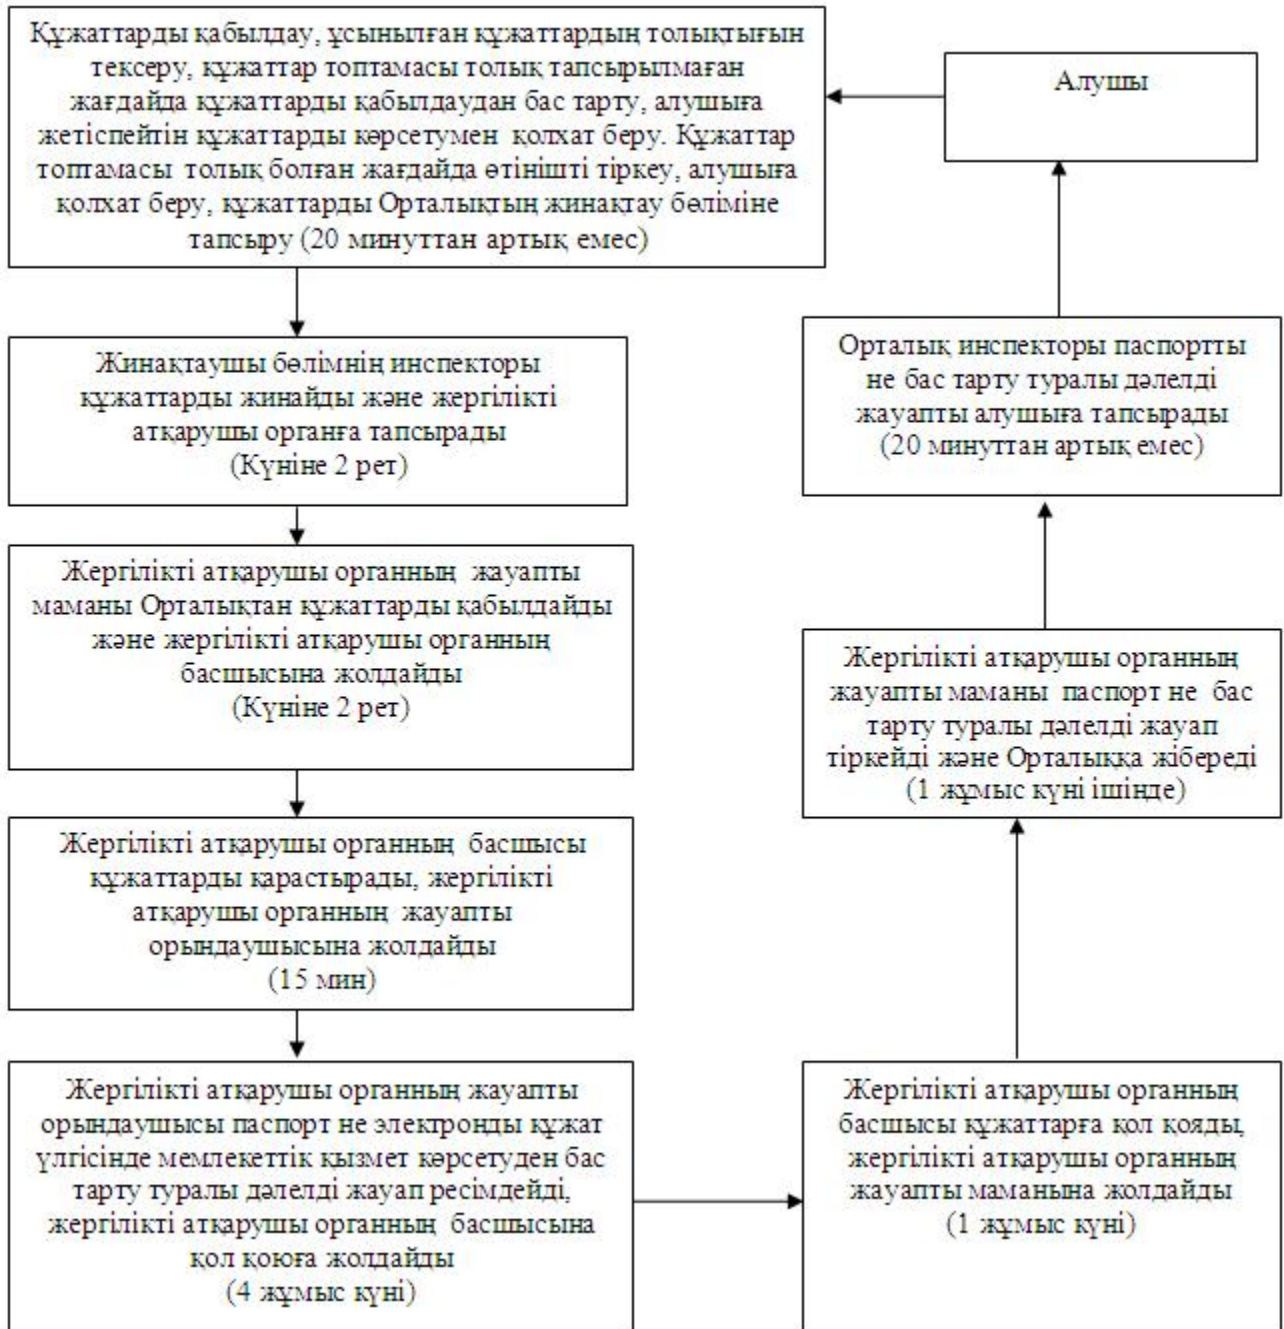 Құжаттарды қабылдау, ұсынылған құжаттардың толықтығын
тексеру, құжаттар топтамасы толық тапсырылмаған
жағдайда құжаттарды қабылдаудан бас тарту, алушыға
жетіспейтін құжаттарды көрсетумен қолхат беру. Құжаттар
топтамасы толық болған жағдайда өтінішті тіркеу, алушыға
қолхат беру, құжаттарды Орталықтың жинақтау бөліміне
тапсыру (20 минуттан артық емес)
Жинақтаушы бөлімнің инспекторы
құжаттарды жинайды және жергілікті
атқарушы органға тапсырады
(Күніне 2 рет)
Жергілікті атқарушы органның жауапты
маманы Орталықтан құжаттарды қабылдайды
және жергілікті атқарушы органның
басшысына жолдайды
(Күніне 2 рет)
Жергілікті атқарушы органның басшысы
құжаттарды қарастырады, жергілікті
атқарушы органның жауапты
орындаушысына жолдайды
(15 мин)
Жергілікті атқарушы органның жауапты
орындаушысы паспорт не электронды құжат
үлгісінде мемлекеттік қызмет көрсетуден бас
тарту туралы дәлелді жауап ресімдейді,
жергілікті атқарушы органның басшысына
қол қоюға жолдайды
(4 жұмыс күні)
Жергілікті атқарушы органның
басшысы құжаттарға қол қояды,
жергілікті атқарушы органның
жауапты маманына жолдайды
(1 жұмыс күні)
Жергілікті атқарушы органның
жауапты маманы паспорт не бас
тарту туралы дәлелді жауап
тіркейді және Орталыққа жібереді
(1 жұмыс күні ішінде)
Орталық инспекторы паспортты
не бас тарту туралы дәлелді
жауапты алушыға тапсырады
(20 минуттан артық емес)
Алушы